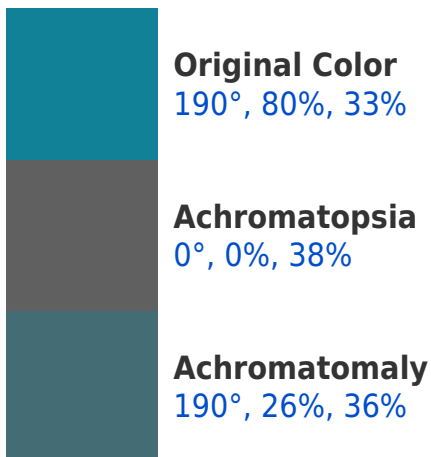 Original Color
190°, 80%, 33%
Achromatopsia
0°, 0%, 38%
Achromatomaly
190°, 26%, 36%